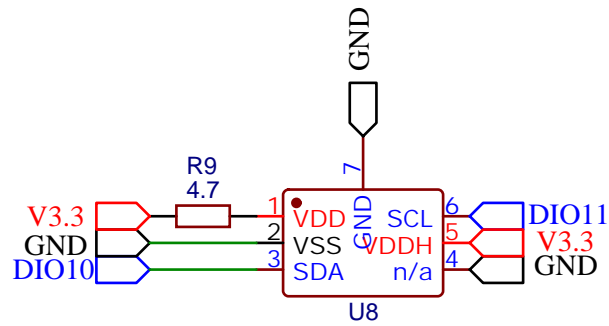 GND
R9
4.7
7
V3.3
1
VDD
GND
SCL
6
DIO11
GND
2
VSS
VDDH
5
V3.3
DIO10
3
SDA
n/a
4
GND
U8